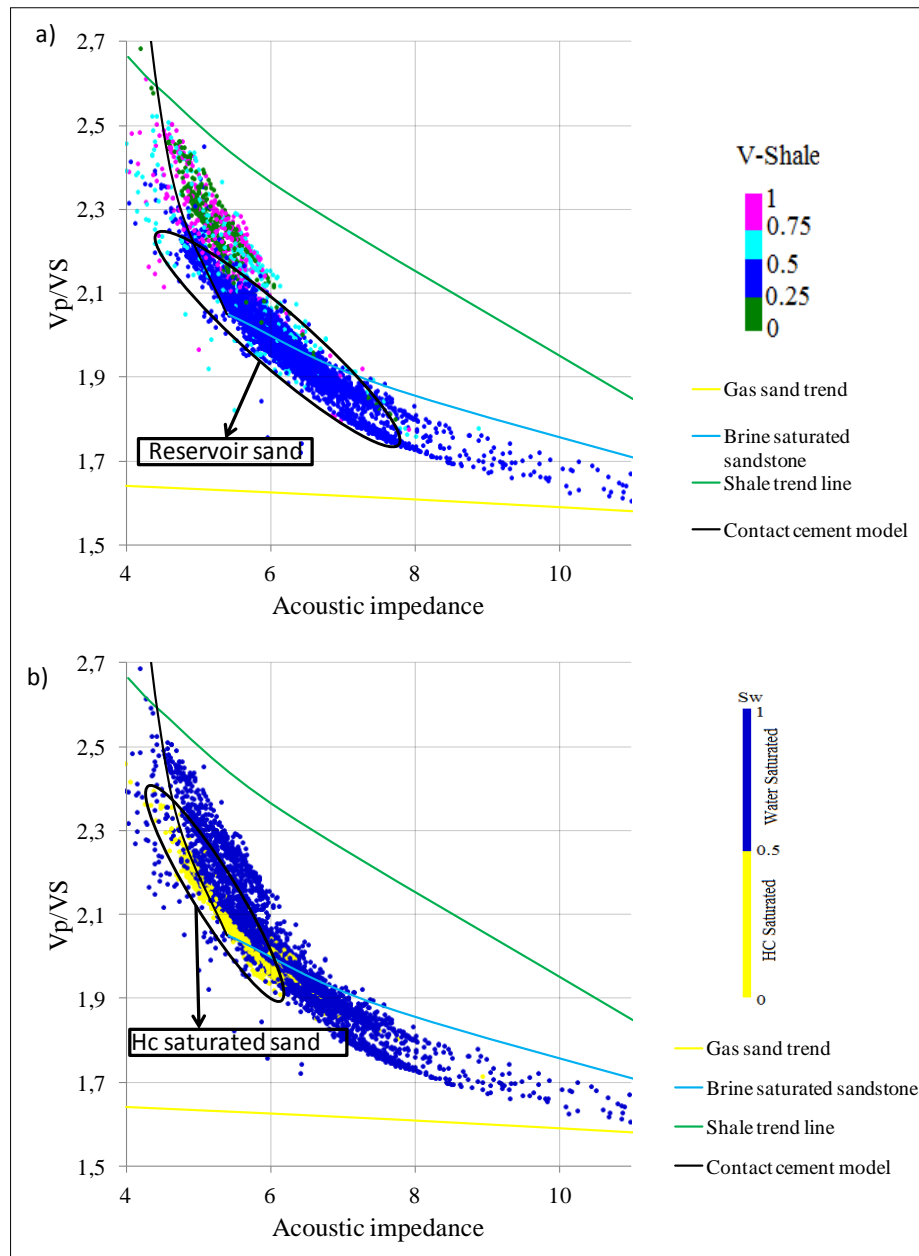 a)
2,7
2,5
2,3
2,1
1,9
1,7
1,5
Vp/VS
4
6
8
10
Acoustic impedance
Reservoir sand
V-Shale
1
0.75
0.5
0.25
0
Gas sand trend
Brine saturated
sandstone
Shale trend line
Contact cement model
b)
2,7
2,5
2,3
2,1
1,9
1,7
1,5
Vp/VS
4
6
8
10
Acoustic impedance
Hc saturated sand
Sw
1
Water Saturated
0.5
HC Saturated
0
Gas sand trend
Brine saturated sandstone
Shale trend line
Contact cement model